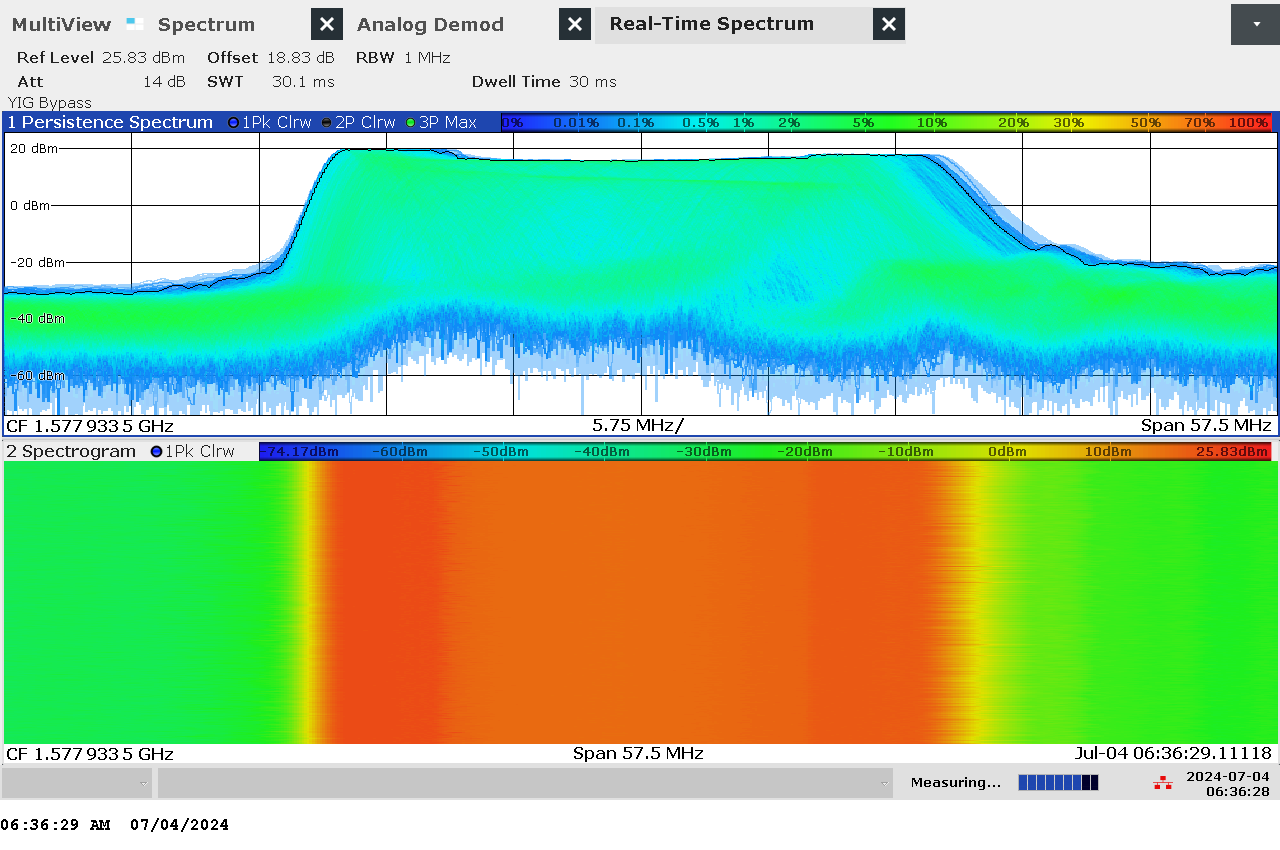 MultiView Spectrum Analog Demod Real-Time Spectrum
Ref Level 25.83 dBm Offset 18.83 dB RBW 1 MHz
Att 14 dB SWT 30.1 ms Dwell Time 30 ms
YIG Bypass
1 Persistence Spectrum 1Pk Clrw 2P Clrw 3P Max 0% 0.01% 0.1% 0.5% 1% 2% 5% 10% 20% 30% 50% 70% 100%
20 dBm
0 dBm
-20 dBm
-40 dBm
-60 dBm
CF 1.577 933 5 GHz 5.75 MHz/ Span 57.5 MHz
2 Spectrogram 1Pk Clrw -74.17dBm -60dBm -50dBm -40dBm -30dBm -20dBm -10dBm 0dBm 10dBm 25.83dBm
CF 1.577 933 5 GHz Span 57.5 MHz Jul-04 06:36:29.11118
Measuring... 2024-07-04
06:36:28
06:36:29 AM 07/04/2024